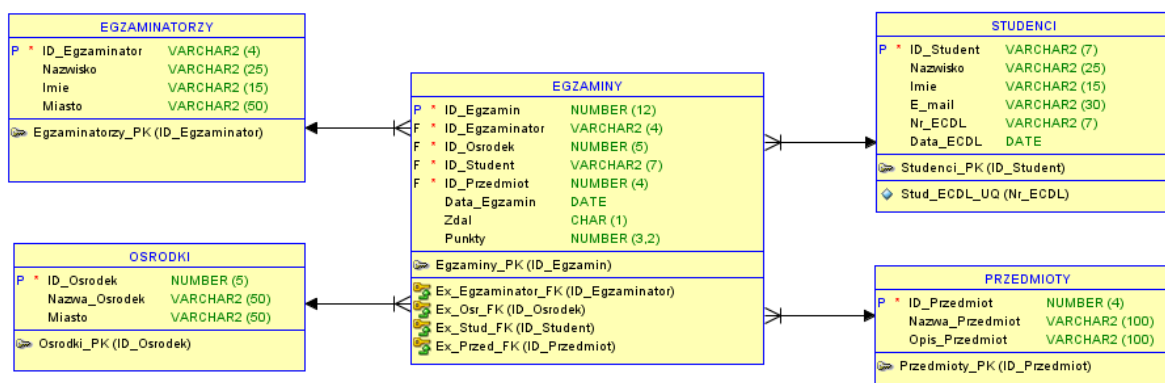 EGZAMINATORZY
P * ID_Egzaminator VARCHAR2 (4)
Nazwisko VARCHAR2 (25)
Imie VARCHAR2 (15)
Miasto VARCHAR2 (50)
Egzaminatorzy_PK (ID_Egzaminator)
OSRODKI
P * ID_Osrodek NUMBER (5)
Nazwa_Osrodek VARCHAR2 (50)
Miasto VARCHAR2 (50)
Osrodki_PK (ID_Osrodek)
EGZAMINY
P * ID_Egzamin NUMBER (12)
F * ID_Egzaminator VARCHAR2 (4)
F * ID_Osrodek NUMBER (5)
F * ID_Student VARCHAR2 (7)
F * ID_Przedmiot NUMBER (4)
Data_Egzamin DATE
Zdal CHAR (1)
Punkty NUMBER (3,2)
Egzaminy_PK (ID_Egzamin)
Ex_Egzaminator_FK (ID_Egzaminator)
Ex_Osr_FK (ID_Osrodek)
Ex_Stud_FK (ID_Student)
Ex_Przed_FK (ID_Przedmiot)
STUDENCI
P * ID_Student VARCHAR2 (7)
Nazwisko VARCHAR2 (25)
Imie VARCHAR2 (15)
E_mail VARCHAR2 (30)
Nr_ECDL VARCHAR2 (7)
Data_ECDL DATE
Studenci_PK (ID_Student)
Stud_ECDL_UQ (Nr_ECDL)
PRZEDMIOTY
P * ID_Przedmiot NUMBER (4)
Nazwa_Przedmiot VARCHAR2 (100)
Opis_Przedmiot VARCHAR2 (100)
Przedmioty_PK (ID_Przedmiot)